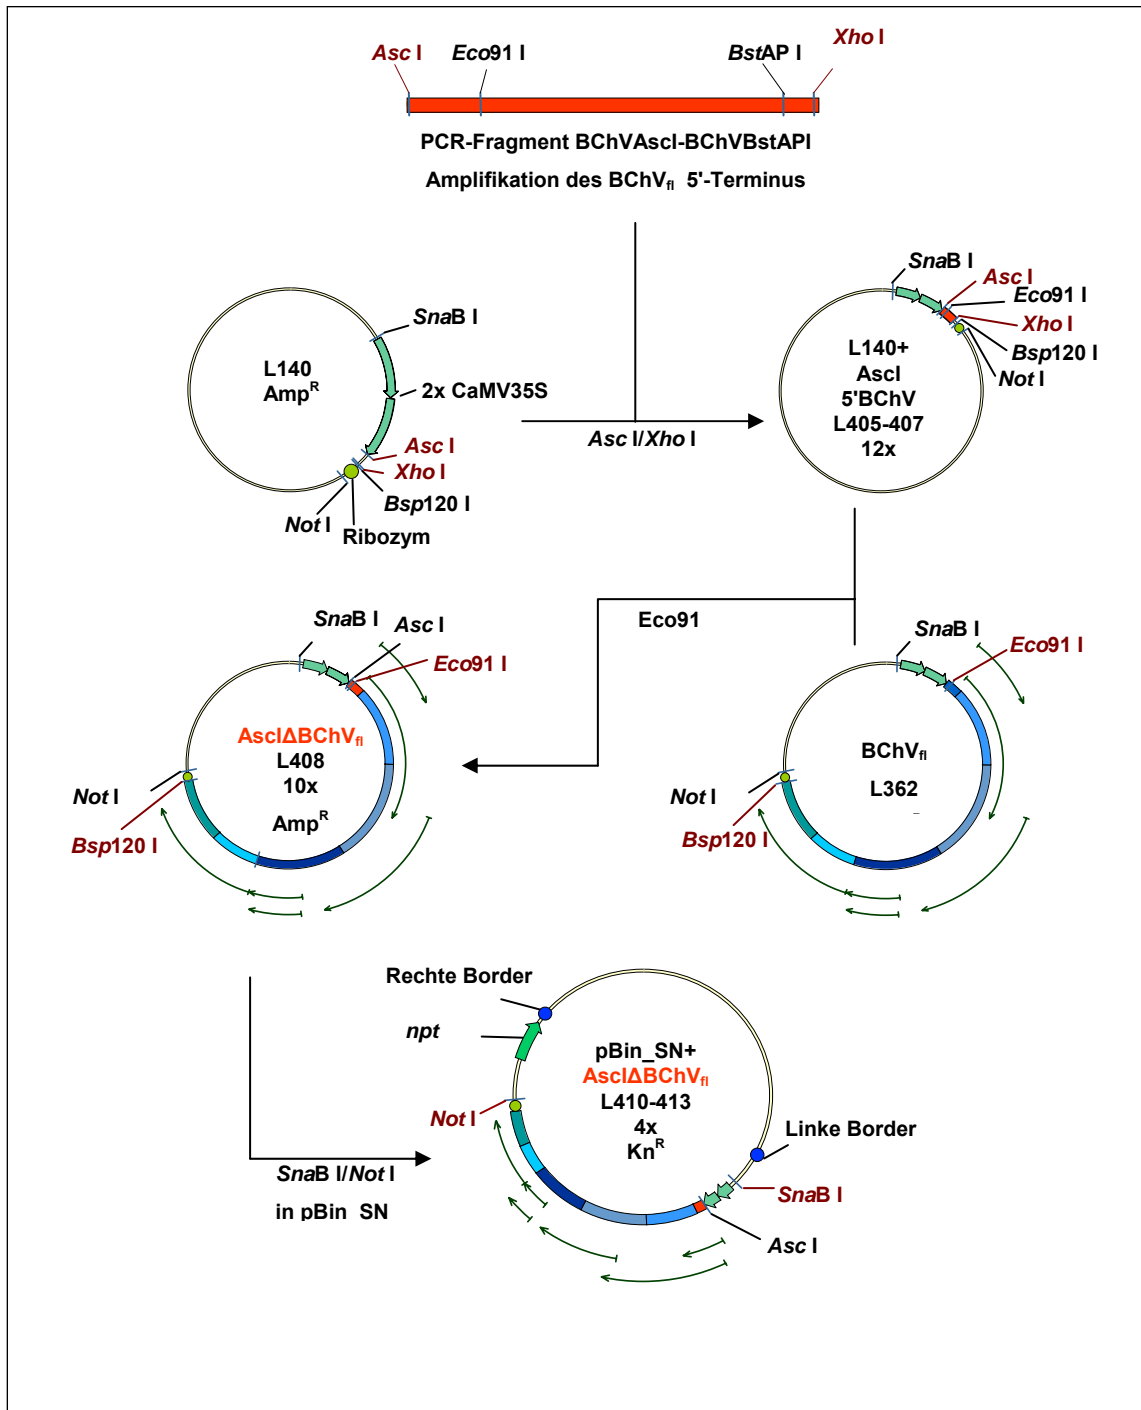 Asc I
Eco91 I
BstAP I
Xho I
PCR-Fragment BChVAscI-BChVBstAPI
Amplifikation des BChVfl 5'-Terminus
SnaB I
L140
AmpR
2x CaMV35S
Asc I
Xho I
Bsp120 I
Not I
Ribozym
Asc I/Xho I
SnaB I
Asc I
Eco91 I
Xho I
Bsp120 I
Not I
L140+
AscI
5'BChV
L405-407
12x
Eco91
SnaB I
Asc I
Eco91 I
AscIΔBChVfl
L408
10x
AmpR
Not I
Bsp120 I
SnaB I
Eco91 I
BChVfl
L362
Not I
Bsp120 I
SnaB I/Not I
in pBin_SN
Rechte Border
npt
pBin_SN+
AscIΔBChVfl
L410-413
4x
KnR
Not I
Linke Border
SnaB I
Asc I